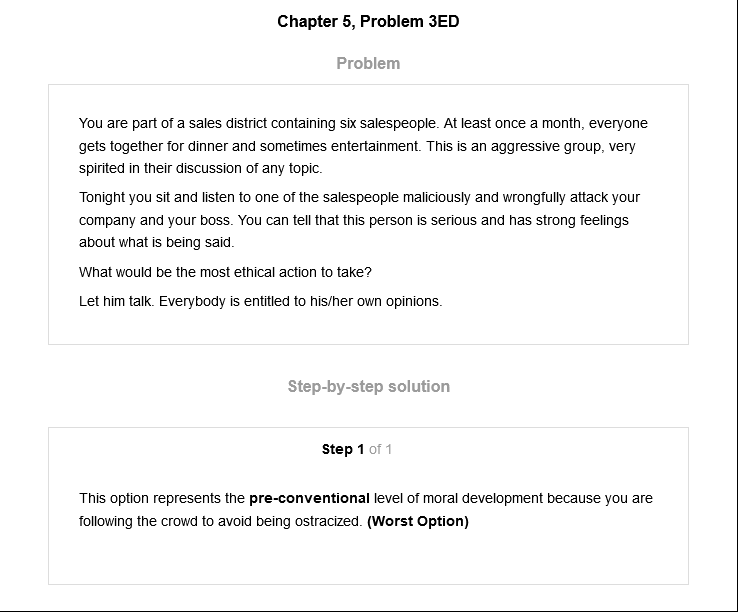 Chapter 5, Problem 3ED
Problem
You are part of a sales district containing six salespeople. At least once a month, everyone
gets together for dinner and sometimes entertainment. This is an aggressive group, very
spirited in their discussion of any topic.
Tonight you sit and listen to one of the salespeople maliciously and wrongfully attack your
company and your boss. You can tell that this person is serious and has strong feelings
about what is being said.
What would be the most ethical action to take?
Let him talk. Everybody is entitled to his/her own opinions.
Step-by-step solution
Step 1 of 1
This option represents the pre-conventional level of moral development because you are
following the crowd to avoid being ostracized. (Worst Option)